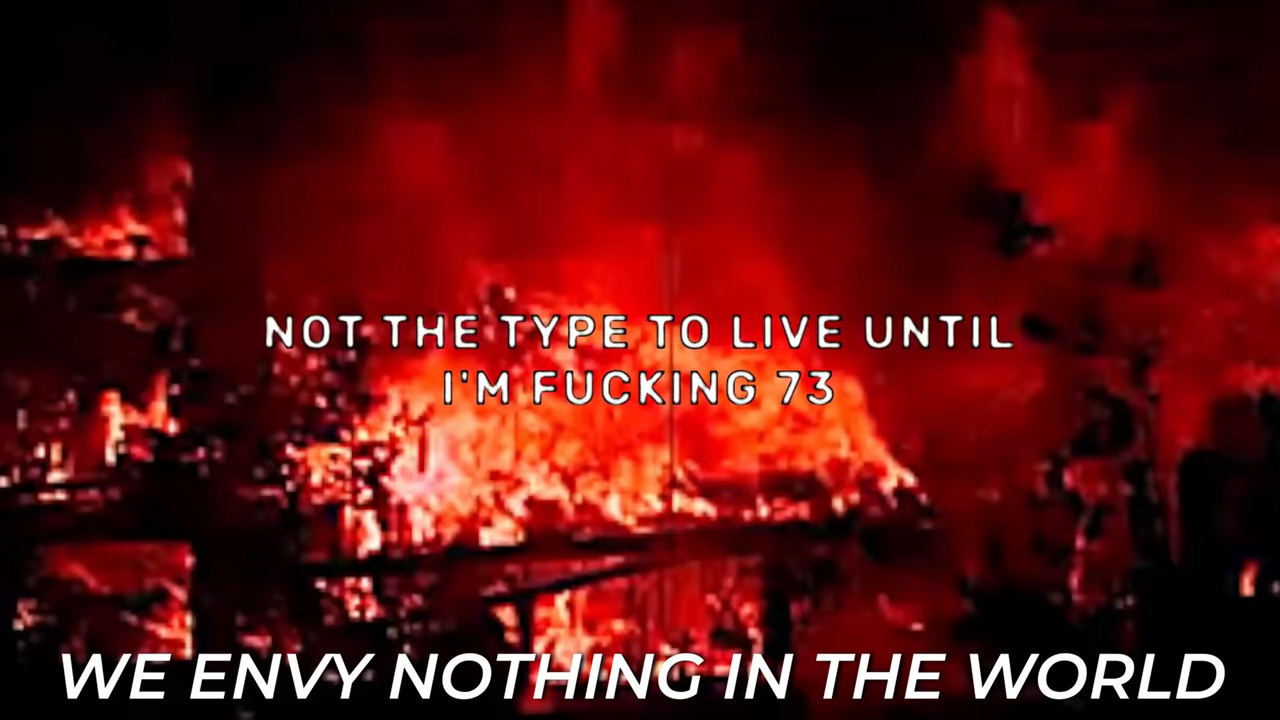 NOT THE TYPE TO LIVE UNTIL
I'M FUCKING 73
WE ENVY NOTHING IN THE WORLD